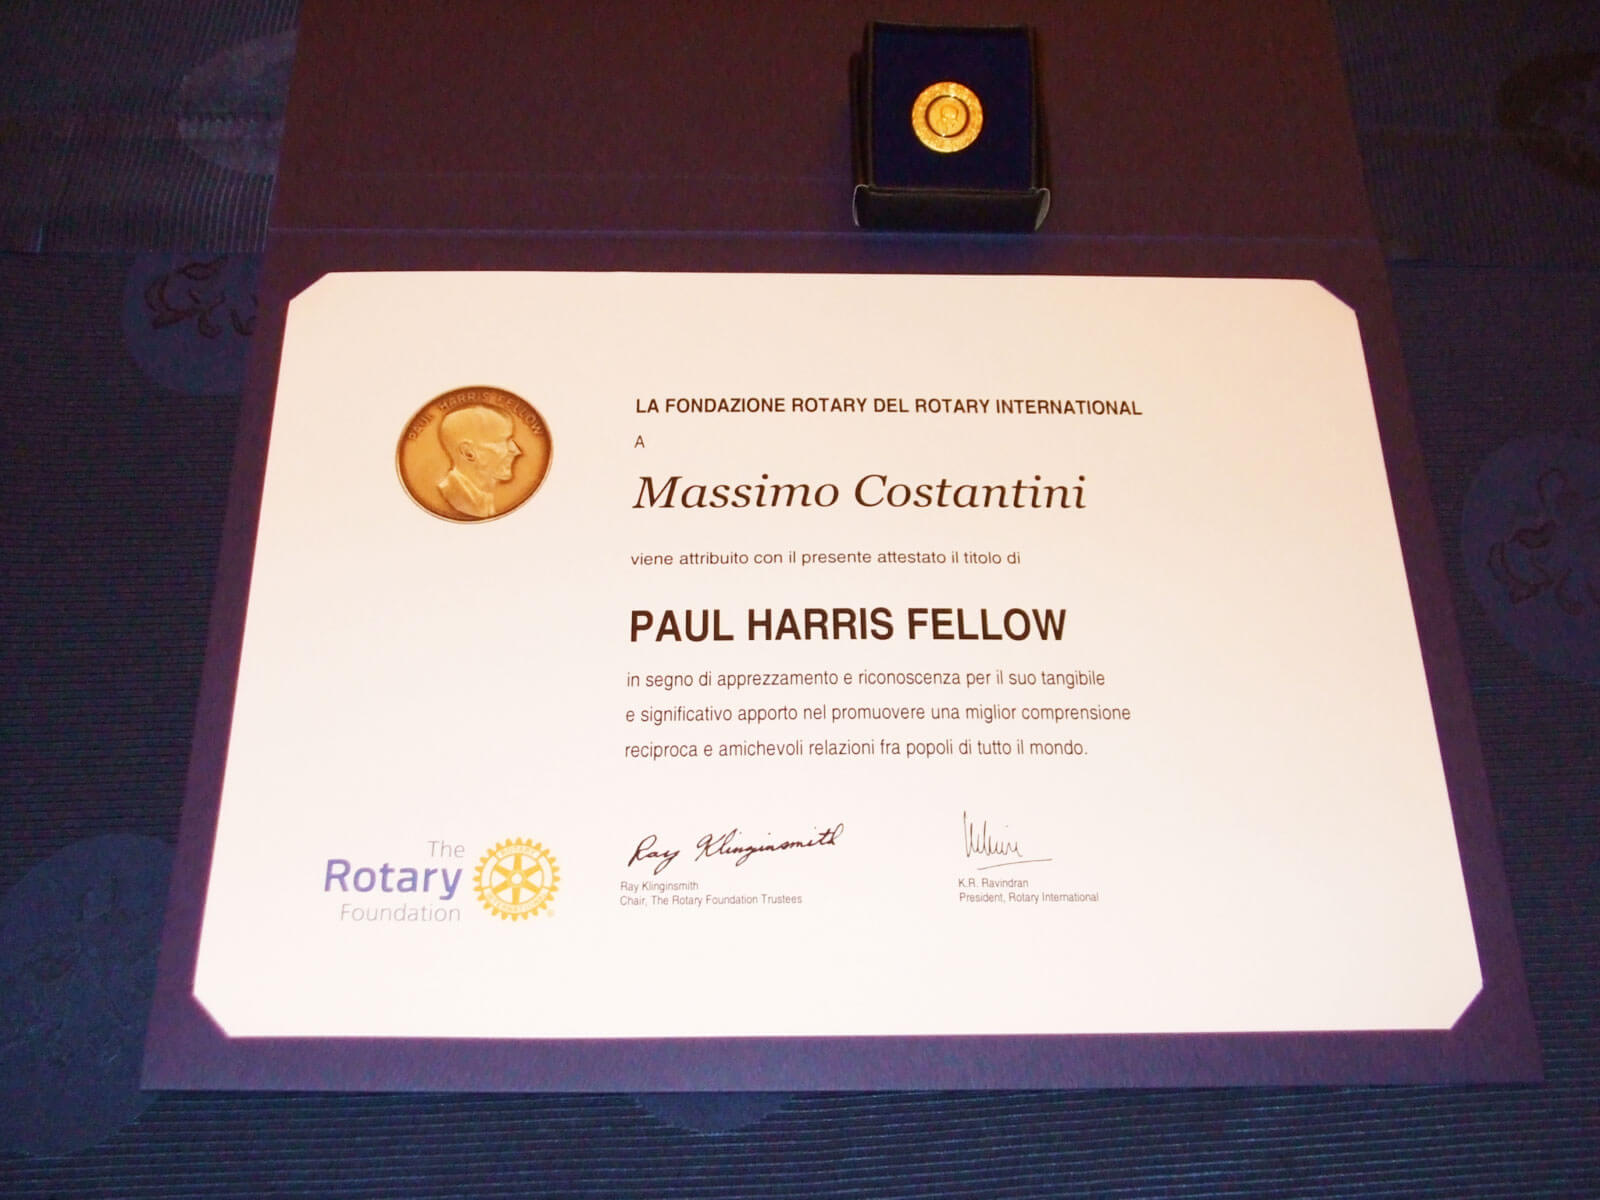 PAUL HARRIS FELLOW
LA FONDAZIONE ROTARY DEL ROTARY INTERNATIONAL
A
Massimo Costantini
viene attribuito con il presente attestato il titolo di
PAUL HARRIS FELLOW
in segno di apprezzamento e riconoscenza per il suo tangibile
e significativo apporto nel promuovere una miglior comprensione
reciproca e amichevoli relazioni fra popoli di tutto il mondo.
The
Rotary
Foundation
ROTARY
INTERNATIONAL
®
Ray Klinginsmith
Ray Klinginsmith
Chair, The Rotary Foundation Trustees
K.R. Ravindran
President, Rotary International